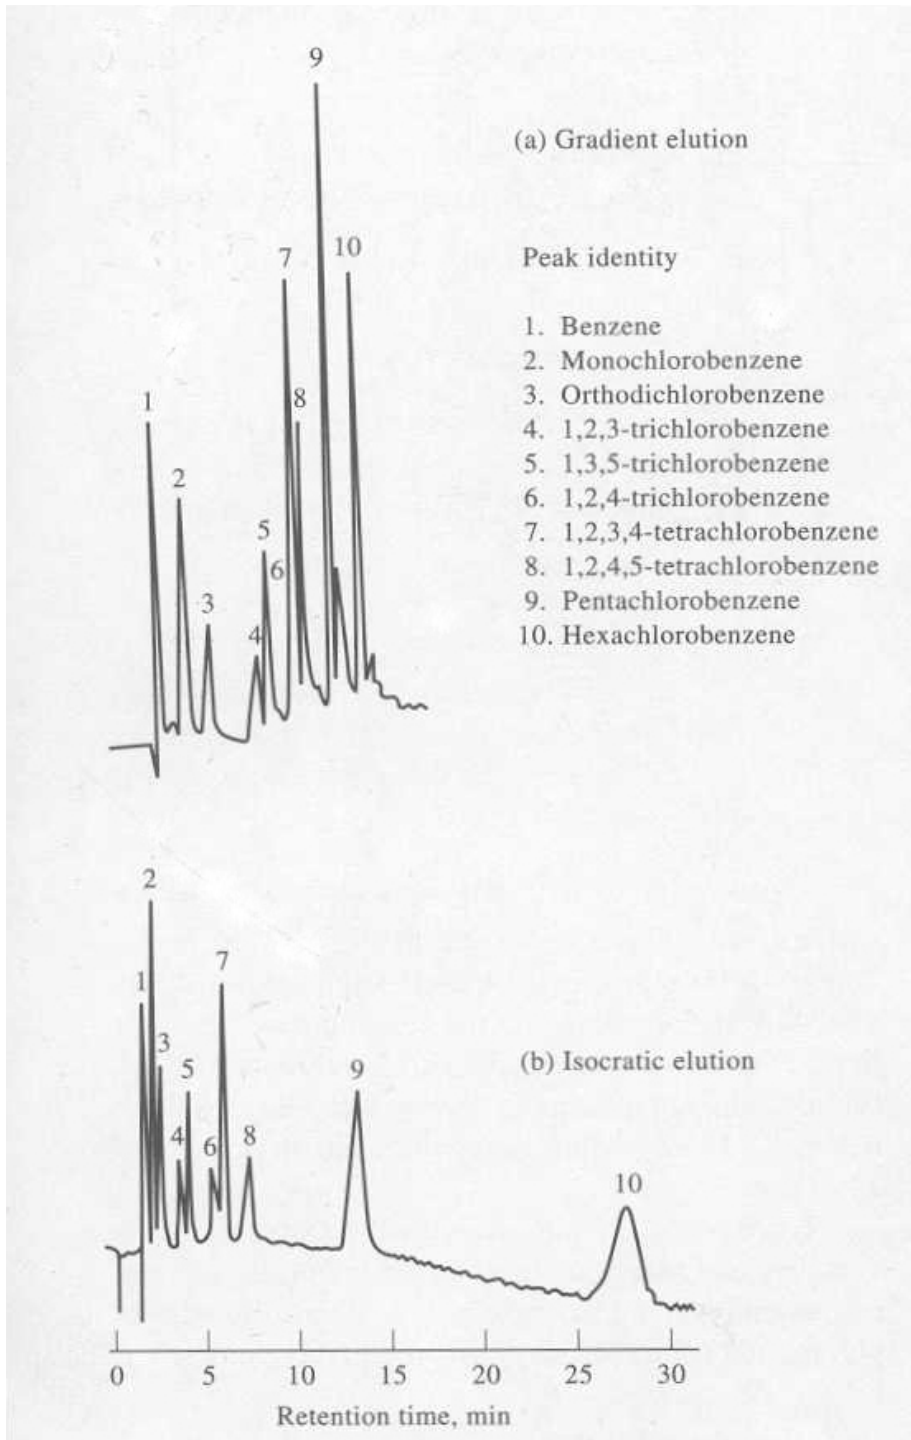 9
(a) Gradient elution
7
10
Peak identity
1. Benzene
2. Monochlorobenzene
3. Orthodichlorobenzene
4. 1,2,3-trichlorobenzene
5. 1,3,5-trichlorobenzene
6. 1,2,4-trichlorobenzene
7. 1,2,3,4-tetrachlorobenzene
8. 1,2,4,5-tetrachlorobenzene
9. Pentachlorobenzene
10. Hexachlorobenzene
1
8
2
5
6
3
4
2
7
1
3
(b) Isocratic elution
5
9
4
6
8
10
0 5 10 15 20 25 30
Retention time, min